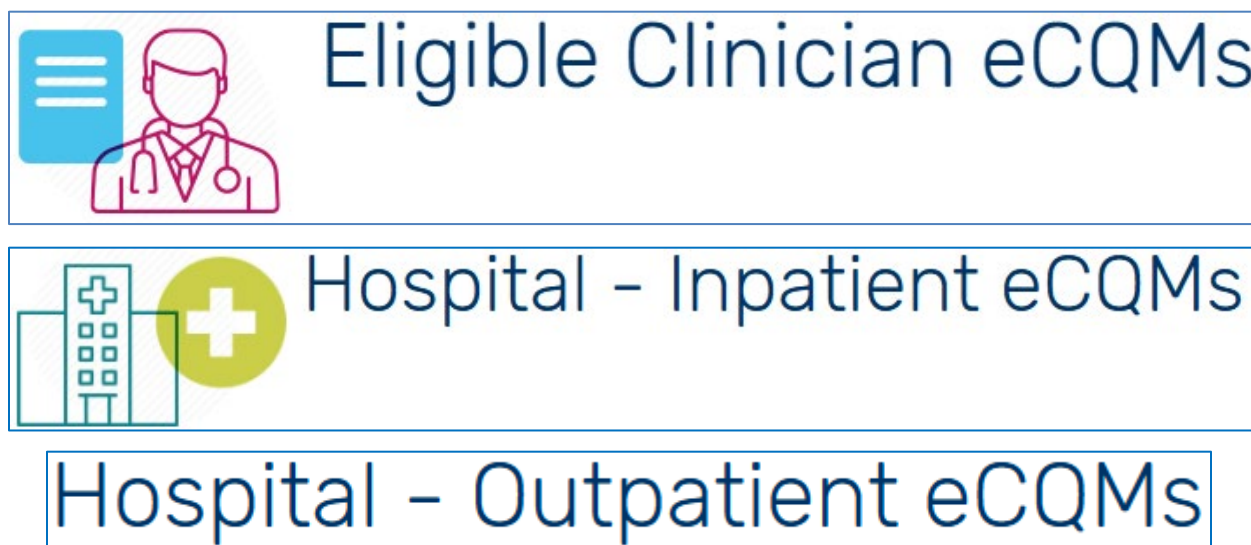 Eligible Clinician eCQMs
Hospital - Inpatient eCQMs
Hospital - Outpatient eCQMs